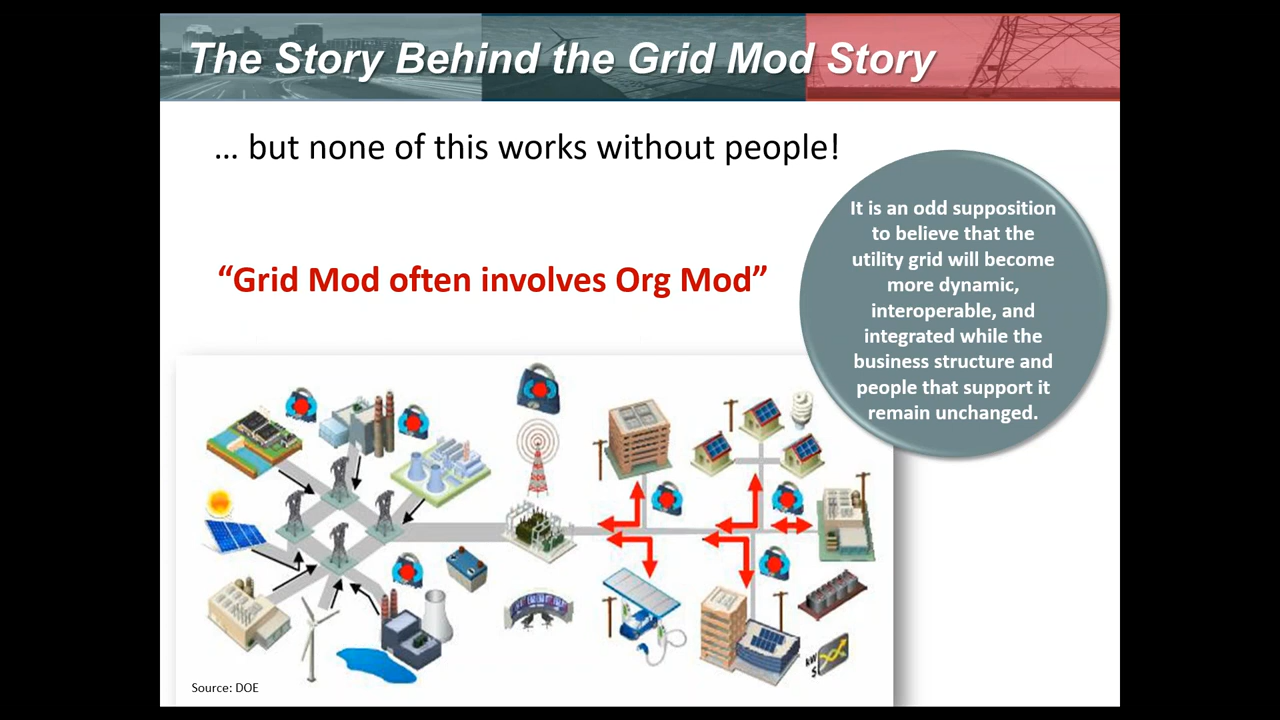 The Story Behind the Grid Mod Story
... but none of this works without people!
“Grid Mod often involves Org Mod”
It is an odd supposition
to believe that the
utility grid will become
more dynamic,
interoperable, and
integrated while the
business structure and
people that support it
remain unchanged.
kW
$
Source: DOE